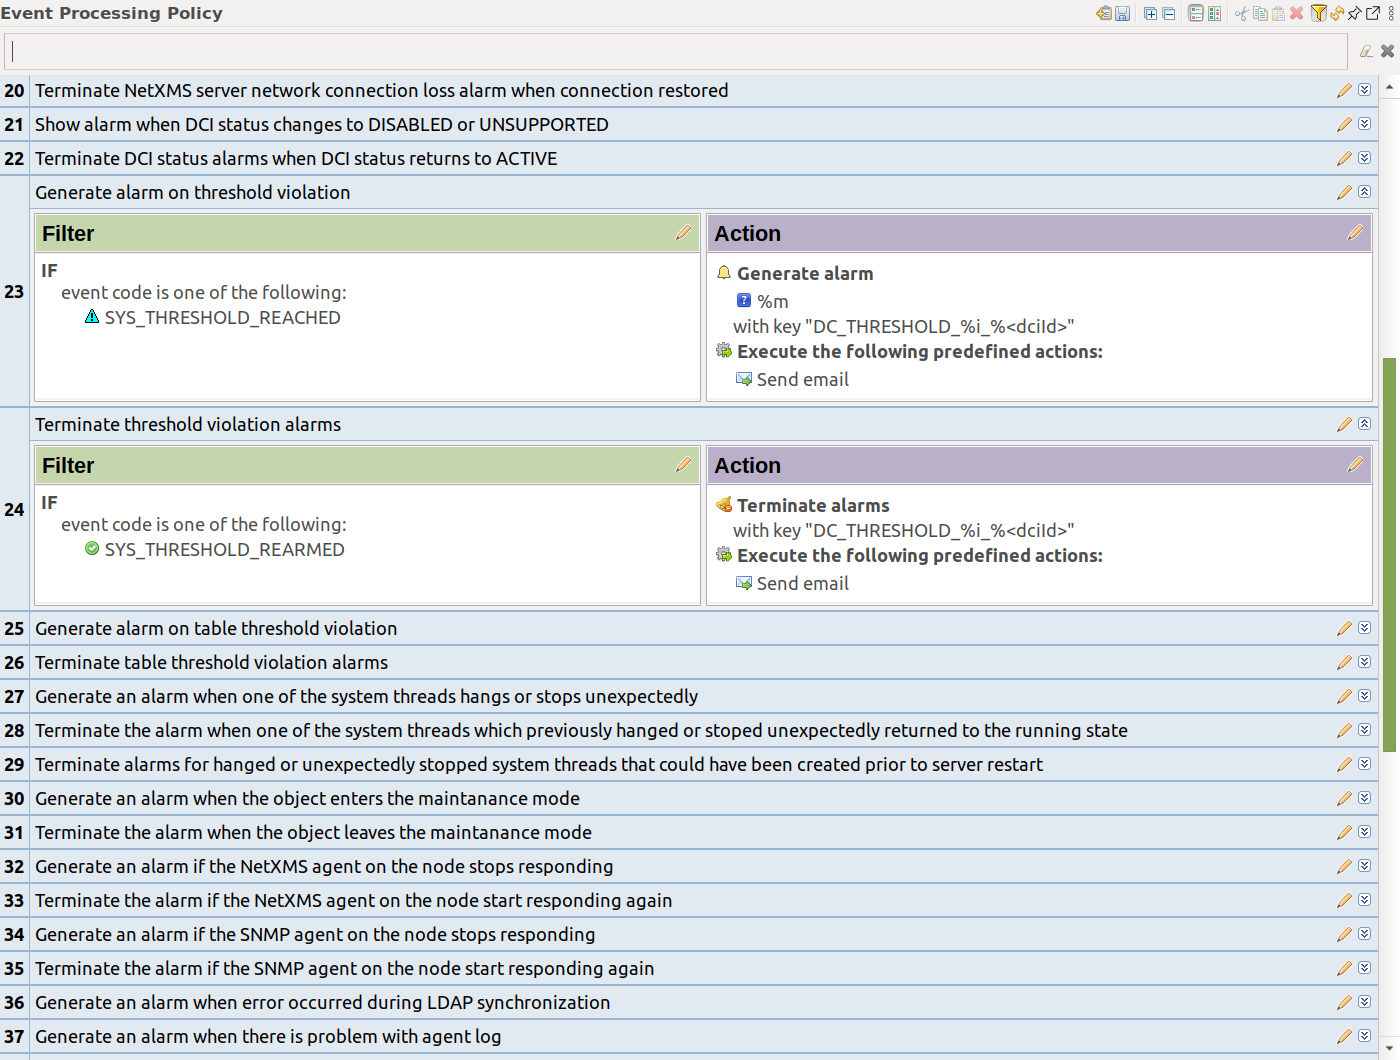 Event Processing Policy
20 Terminate NetXMS server network connection loss alarm when connection restored
21 Show alarm when DCI status changes to DISABLED or UNSUPPORTED
22 Terminate DCI status alarms when DCI status returns to ACTIVE
23 Generate alarm on threshold violation
Filter
IF
event code is one of the following:
SYS_THRESHOLD_REACHED
Action
Generate alarm
%m
with key "DC_THRESHOLD_%i_%<dciId>"
Execute the following predefined actions:
Send email
24 Terminate threshold violation alarms
Filter
IF
event code is one of the following:
SYS_THRESHOLD_REARMED
Action
Terminate alarms
with key "DC_THRESHOLD_%i_%<dciId>"
Execute the following predefined actions:
Send email
25 Generate alarm on table threshold violation
26 Terminate table threshold violation alarms
27 Generate an alarm when one of the system threads hangs or stops unexpectedly
28 Terminate the alarm when one of the system threads which previously hanged or stoped unexpectedly returned to the running state
29 Terminate alarms for hanged or unexpectedly stopped system threads that could have been created prior to server restart
30 Generate an alarm when the object enters the maintanance mode
31 Terminate the alarm when the object leaves the maintanance mode
32 Generate an alarm if the NetXMS agent on the node stops responding
33 Terminate the alarm if the NetXMS agent on the node start responding again
34 Generate an alarm if the SNMP agent on the node stops responding
35 Terminate the alarm if the SNMP agent on the node start responding again
36 Generate an alarm when error occurred during LDAP synchronization
37 Generate an alarm when there is problem with agent log